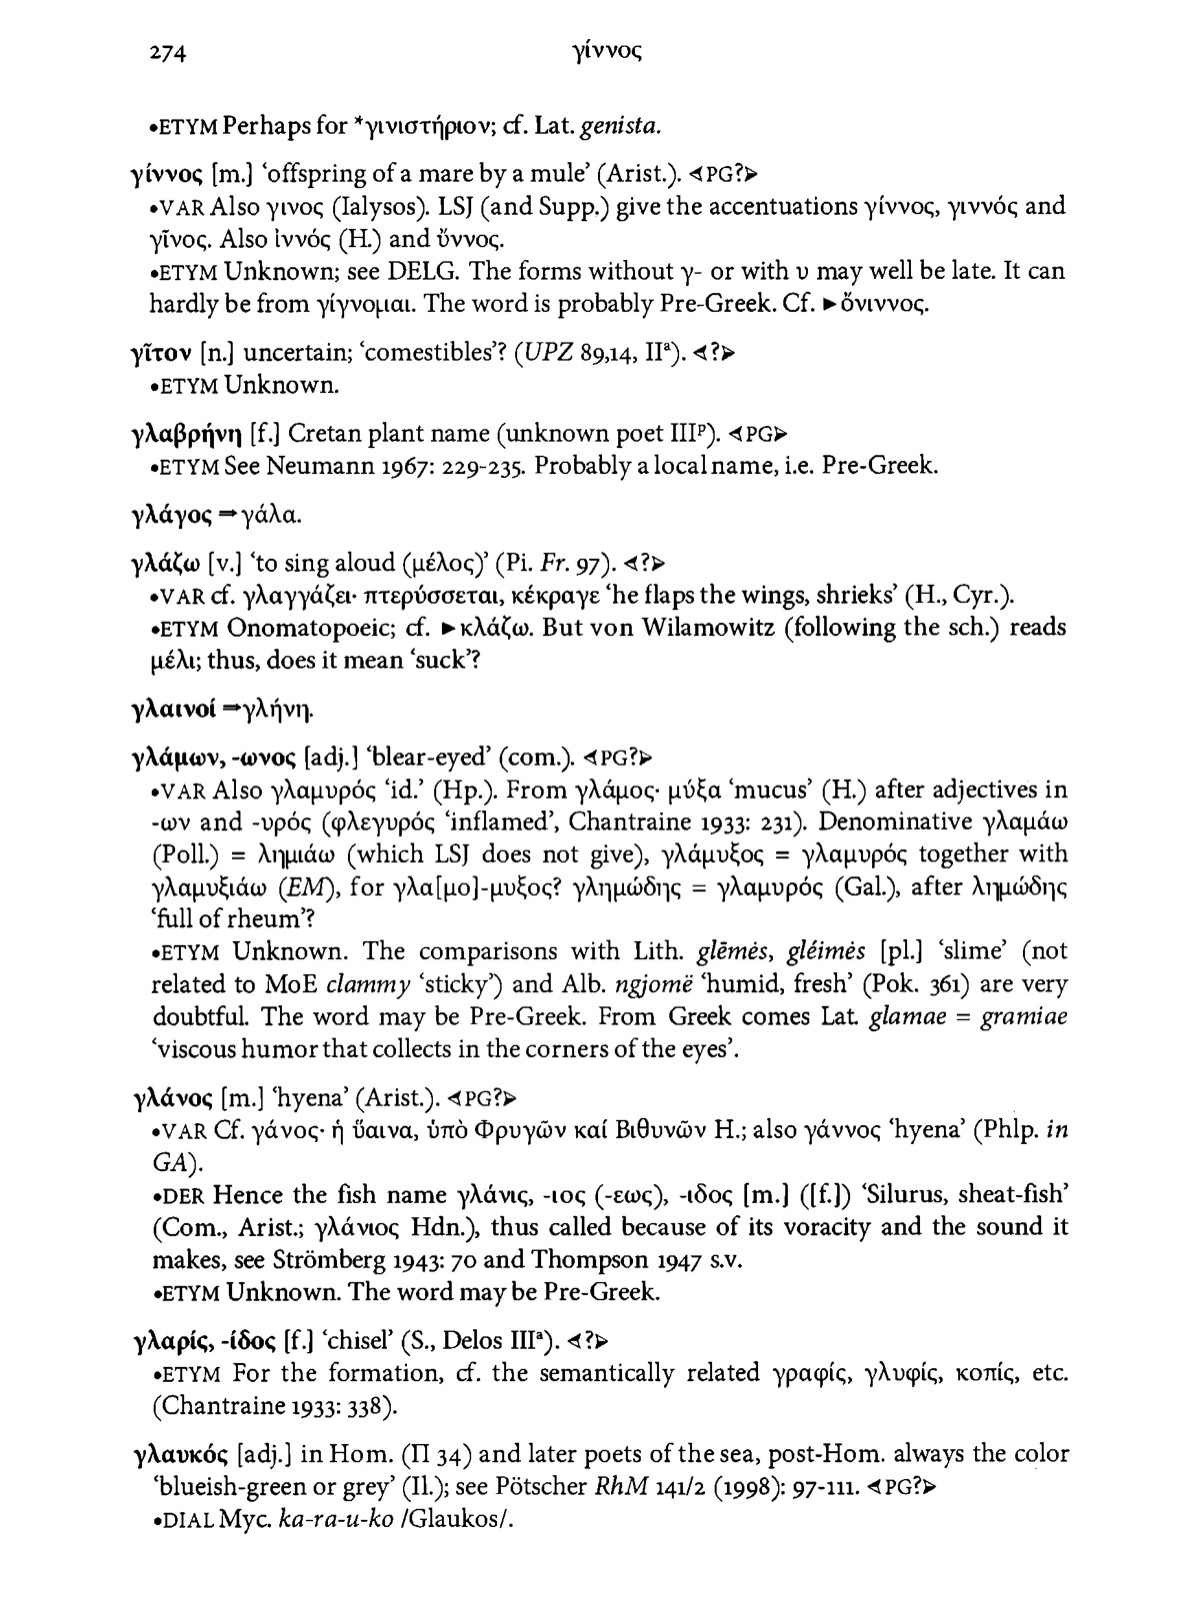 274 γίννος
•ETYM Perhaps for *γινιστήριον; cf. Lat. genista.
γίννος [m.] ‘offspring of a mare by a mule’ (Arist.). ⊲PG?⊳
•VAR Also γινος (Ialysos). LSJ (and Supp.) give the accentuations γίννος, γιννός and
γῖνος. Also ἰννός (H.) and ὕννος.
•ETYM Unknown; see DELG. The forms without γ- or with υ may well be late. It can
hardly be from γίγνομαι. The word is probably Pre-Greek. Cf. ►ὄνιννος.
γῖτον [n.] uncertain; ‘comestibles’? (UPZ 89,14, IIᵃ). ⊲?⊳
•ETYM Unknown.
γλαβρήνη [f.] Cretan plant name (unknown poet IIIᵖ). ⊲PG⊳
•ETYM See Neumann 1967: 229-235. Probably a local name, i.e. Pre-Greek.
γλάγος ⇒γάλα.
γλάζω [v.] ‘to sing aloud (μέλος)’ (Pi. Fr. 97). ⊲?⊳
•VAR cf. γλαγγάζει· πτερύσσεται, κέκραγε ‘he flaps the wings, shrieks’ (H., Cyr.).
•ETYM Onomatopoeic; cf. ►κλάζω. But von Wilamowitz (following the sch.) reads
μέλι; thus, does it mean ‘suck’?
γλαινοί ⇒γλήνη.
γλάμων, -ωνος [adj.] ‘blear-eyed’ (com.). ⊲PG?⊳
•VAR Also γλαμυρός ‘id.’ (Hp.). From γλάμος· μύξα ‘mucus’ (H.) after adjectives in
-ων and -υρός (φλεγυρός ‘inflamed’, Chantraine 1933: 231). Denominative γλαμάω
(Poll.) = λημιάω (which LSJ does not give), γλάμυξος = γλαμυρός together with
γλαμυξιάω (EM), for γλα[μο]-μυξος? γλημώδης = γλαμυρός (Gal.), after λημώδης
‘full of rheum’?
•ETYM Unknown. The comparisons with Lith. glẽmės, gléimės [pl.] ‘slime’ (not
related to MoE clammy ‘sticky’) and Alb. ngjomë ‘humid, fresh’ (Pok. 361) are very
doubtful. The word may be Pre-Greek. From Greek comes Lat. glamae = gramiae
‘viscous humor that collects in the corners of the eyes’.
γλάνος [m.] ‘hyena’ (Arist.). ⊲PG?⊳
•VAR Cf. γάνος· ἡ ὕαινα, ὑπὸ Φρυγῶν καί Βιθυνῶν H.; also γάννος ‘hyena’ (Phlp. in
GA).
•DER Hence the fish name γλάνις, -ιος (-εως), -ιδος [m.] ([f.]) ‘Silurus, sheat-fish’
(Com., Arist.; γλάνιος Hdn.), thus called because of its voracity and the sound it
makes, see Strömberg 1943: 70 and Thompson 1947 s.v.
•ETYM Unknown. The word may be Pre-Greek.
γλαρίς, -ίδος [f.] ‘chisel’ (S., Delos IIIᵃ). ⊲?⊳
•ETYM For the formation, cf. the semantically related γραφίς, γλυφίς, κοπίς, etc.
(Chantraine 1933: 338).
γλαυκός [adj.] in Hom. (Π 34) and later poets of the sea, post-Hom. always the color
‘blueish-green or grey’ (Il.); see Pötscher RhM 141/2 (1998): 97-111. ⊲PG?⊳
•DIAL Myc. ka-ra-u-ko /Glaukos/.